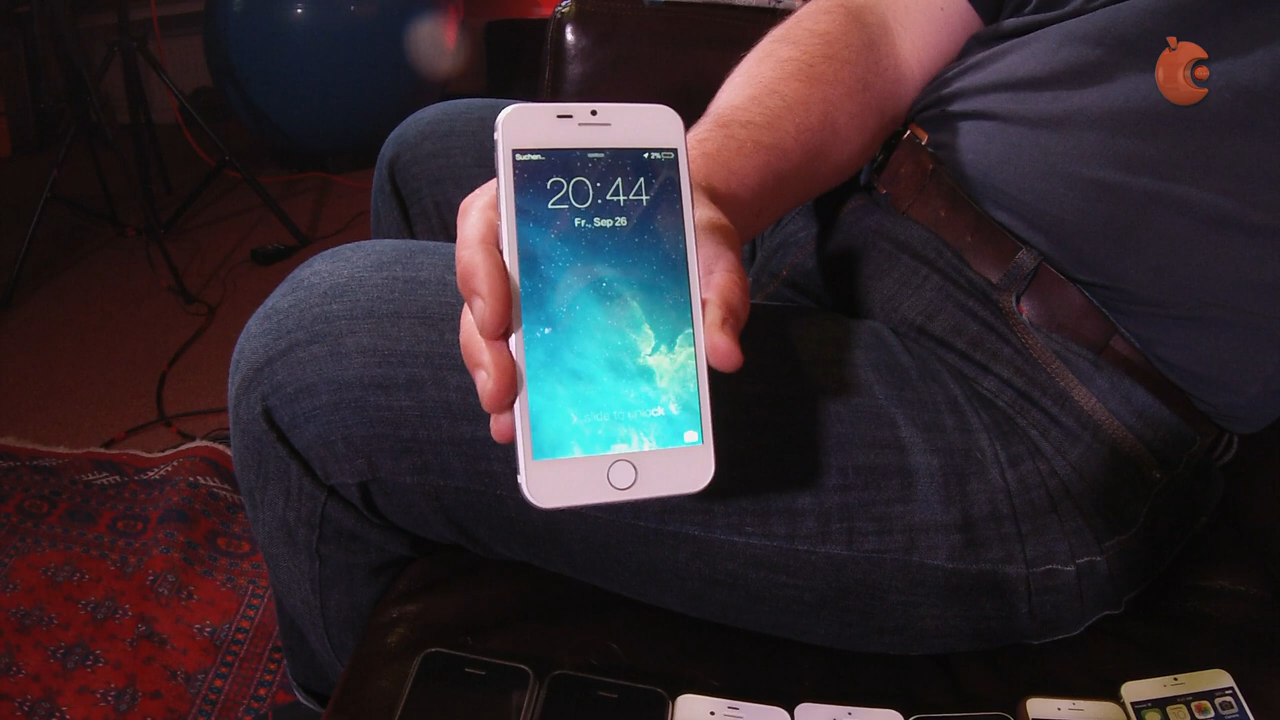 Suchen...
2%
20:44
Fr., Sep 26
slide to unlock